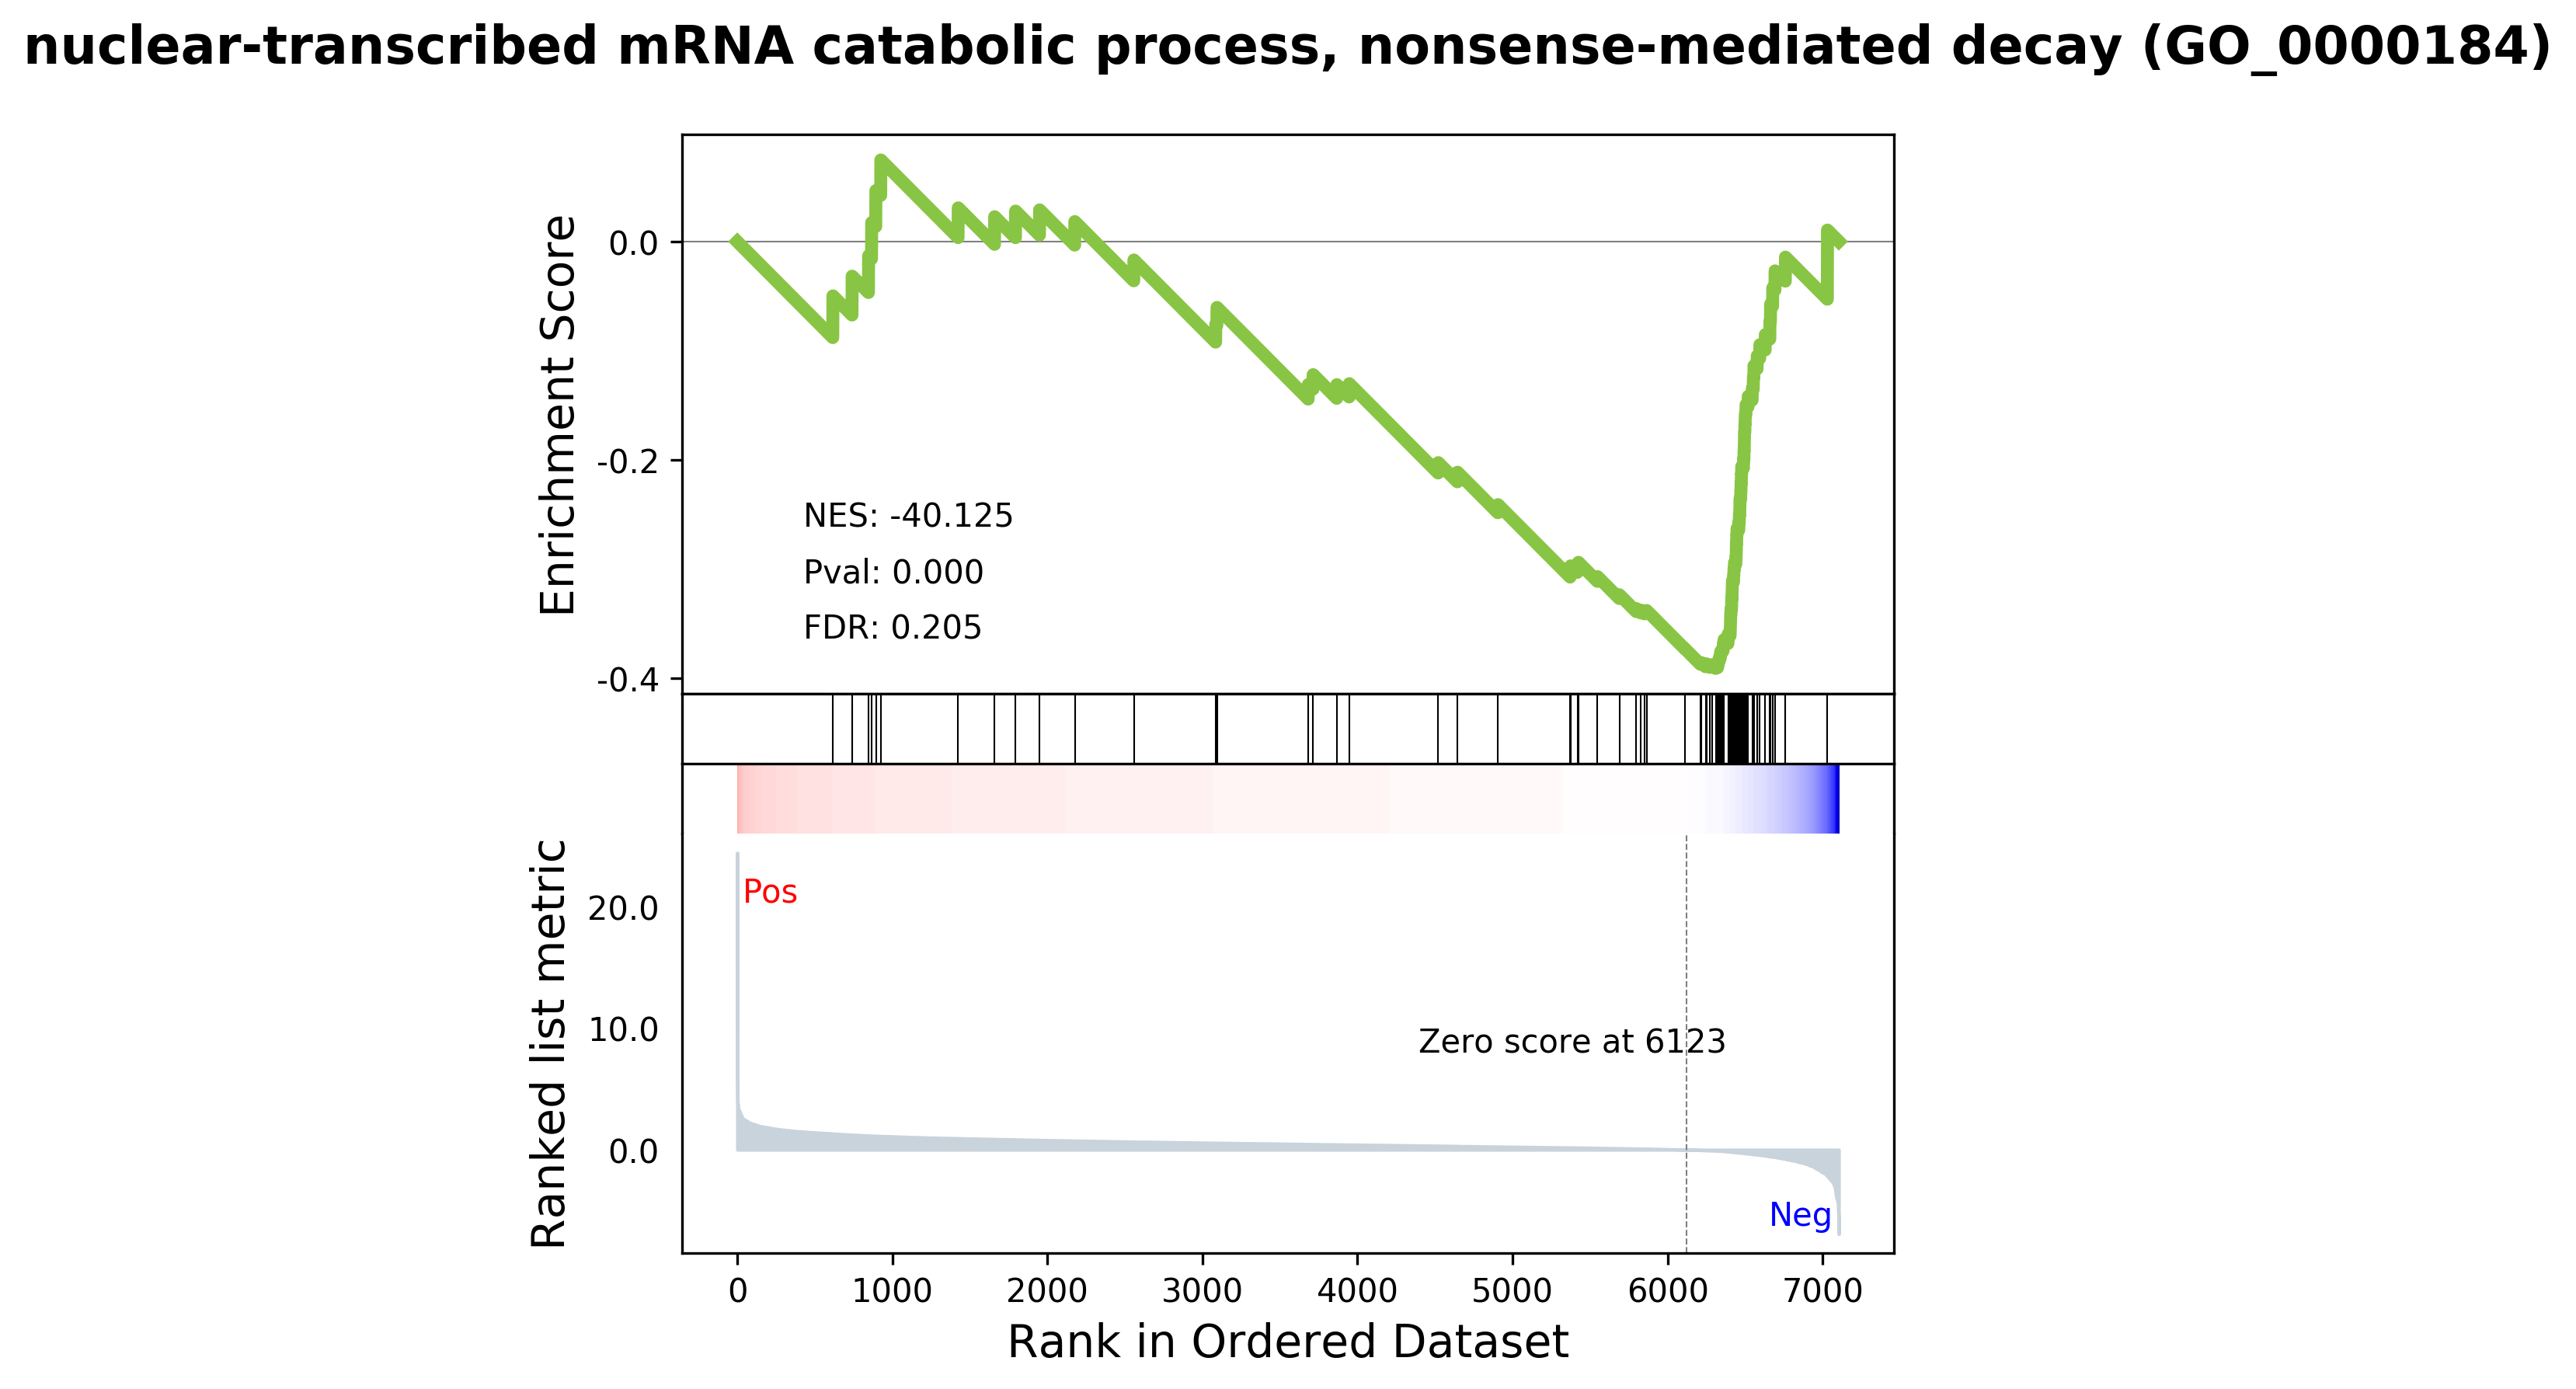 nuclear-transcribed mRNA catabolic process, nonsense-mediated decay (GO_0000184)
Enrichment Score
0.0
-0.2
-0.4
NES: -40.125
Pval: 0.000
FDR: 0.205
Ranked list metric
20.0
10.0
0.0
Pos
Zero score at 6123
Neg
0 1000 2000 3000 4000 5000 6000 7000
Rank in Ordered Dataset